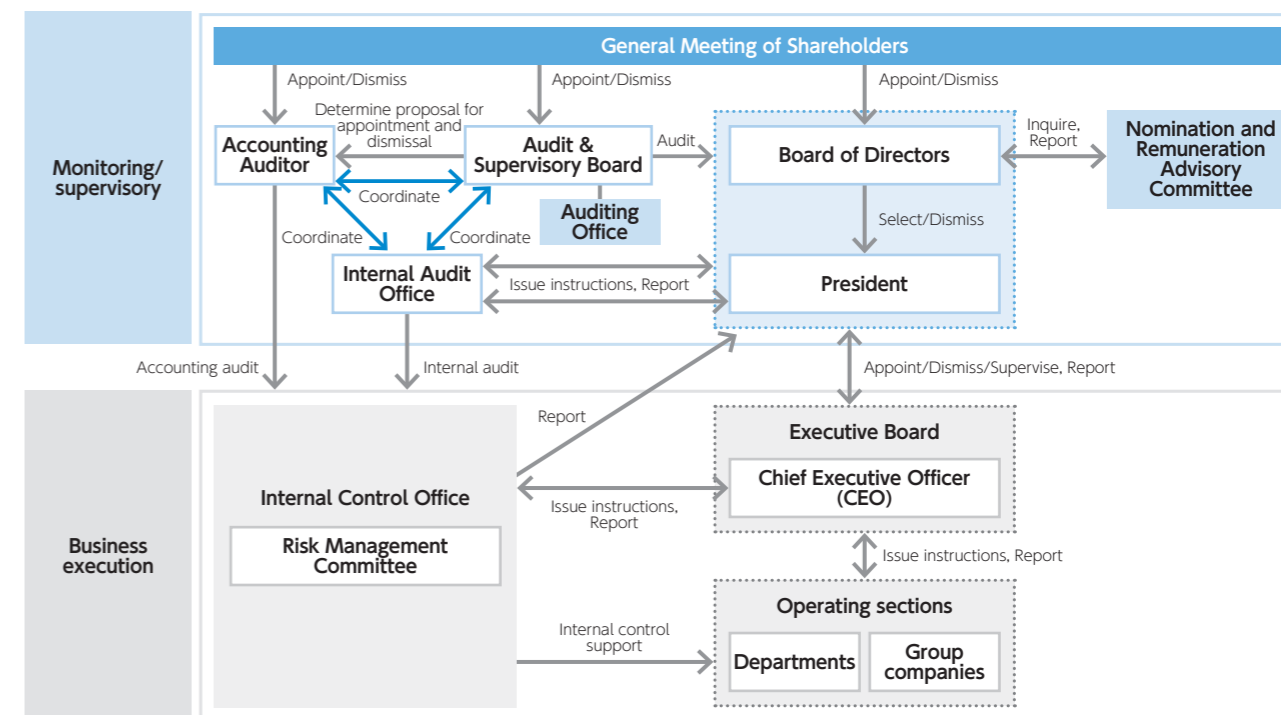 General Meeting of Shareholders
Appoint/Dismiss
Appoint/Dismiss
Appoint/Dismiss
Determine proposal for
appointment and
dismissal
Monitoring/
supervisory
Accounting
Auditor
Audit &
Supervisory Board
Audit
Board of Directors
Inquire,
Report
Nomination and
Remuneration
Advisory
Committee
Coordinate
Coordinate
Coordinate
Auditing
Office
Select/Dismiss
Internal Audit
Office
Issue instructions, Report
President
Accounting audit
Internal audit
Appoint/Dismiss/Supervise, Report
Business
execution
Internal Control Office
Risk Management
Committee
Report
Issue instructions,
Report
Executive Board
Chief Executive Officer
(CEO)
Issue instructions, Report
Internal control
support
Operating sections
Departments
Group
companies